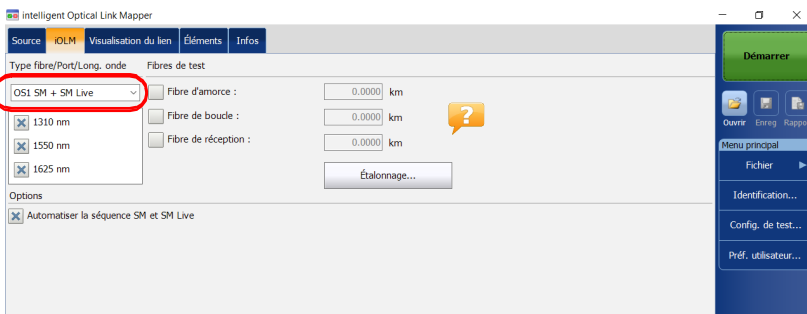 intelligent Optical Link Mapper
Source iOLM Visualisation du lien Éléments Infos
Type fibre/Port/Long. onde Fibres de test
OS1 SM + SM Live
1310 nm
1550 nm
1625 nm
Fibre d'amorce : 0.0000 km
Fibre de boucle : 0.0000 km
Fibre de réception : 0.0000 km
?
Étalonnage...
Options
Automatiser la séquence SM et SM Live
Démarrer
Ouvrir Enreg Rappo
Menu principal
Fichier
Identification...
Config. de test...
Préf. utilisateur...